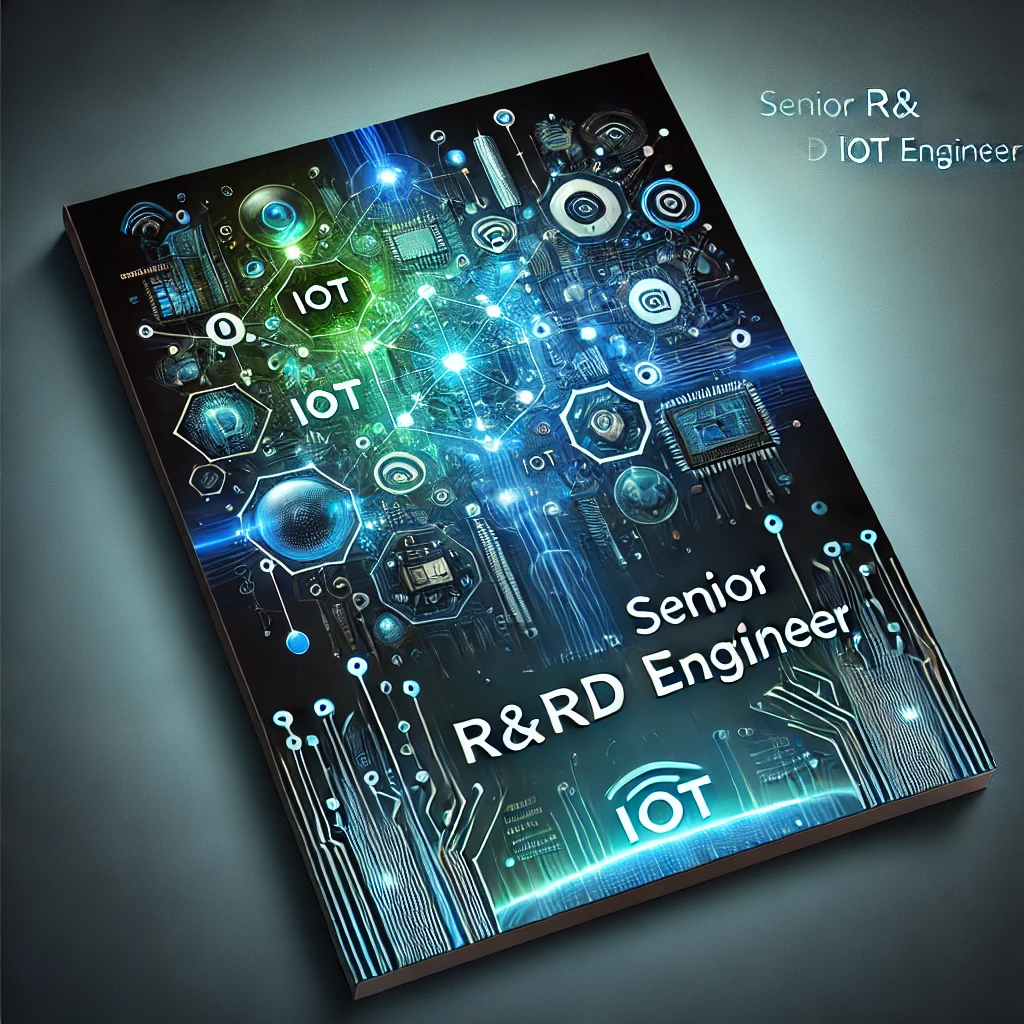 Senior R&
D IOT Engineer
IOT
O
IOT
D
IOT
Senior
R&RD Engineer
IOT